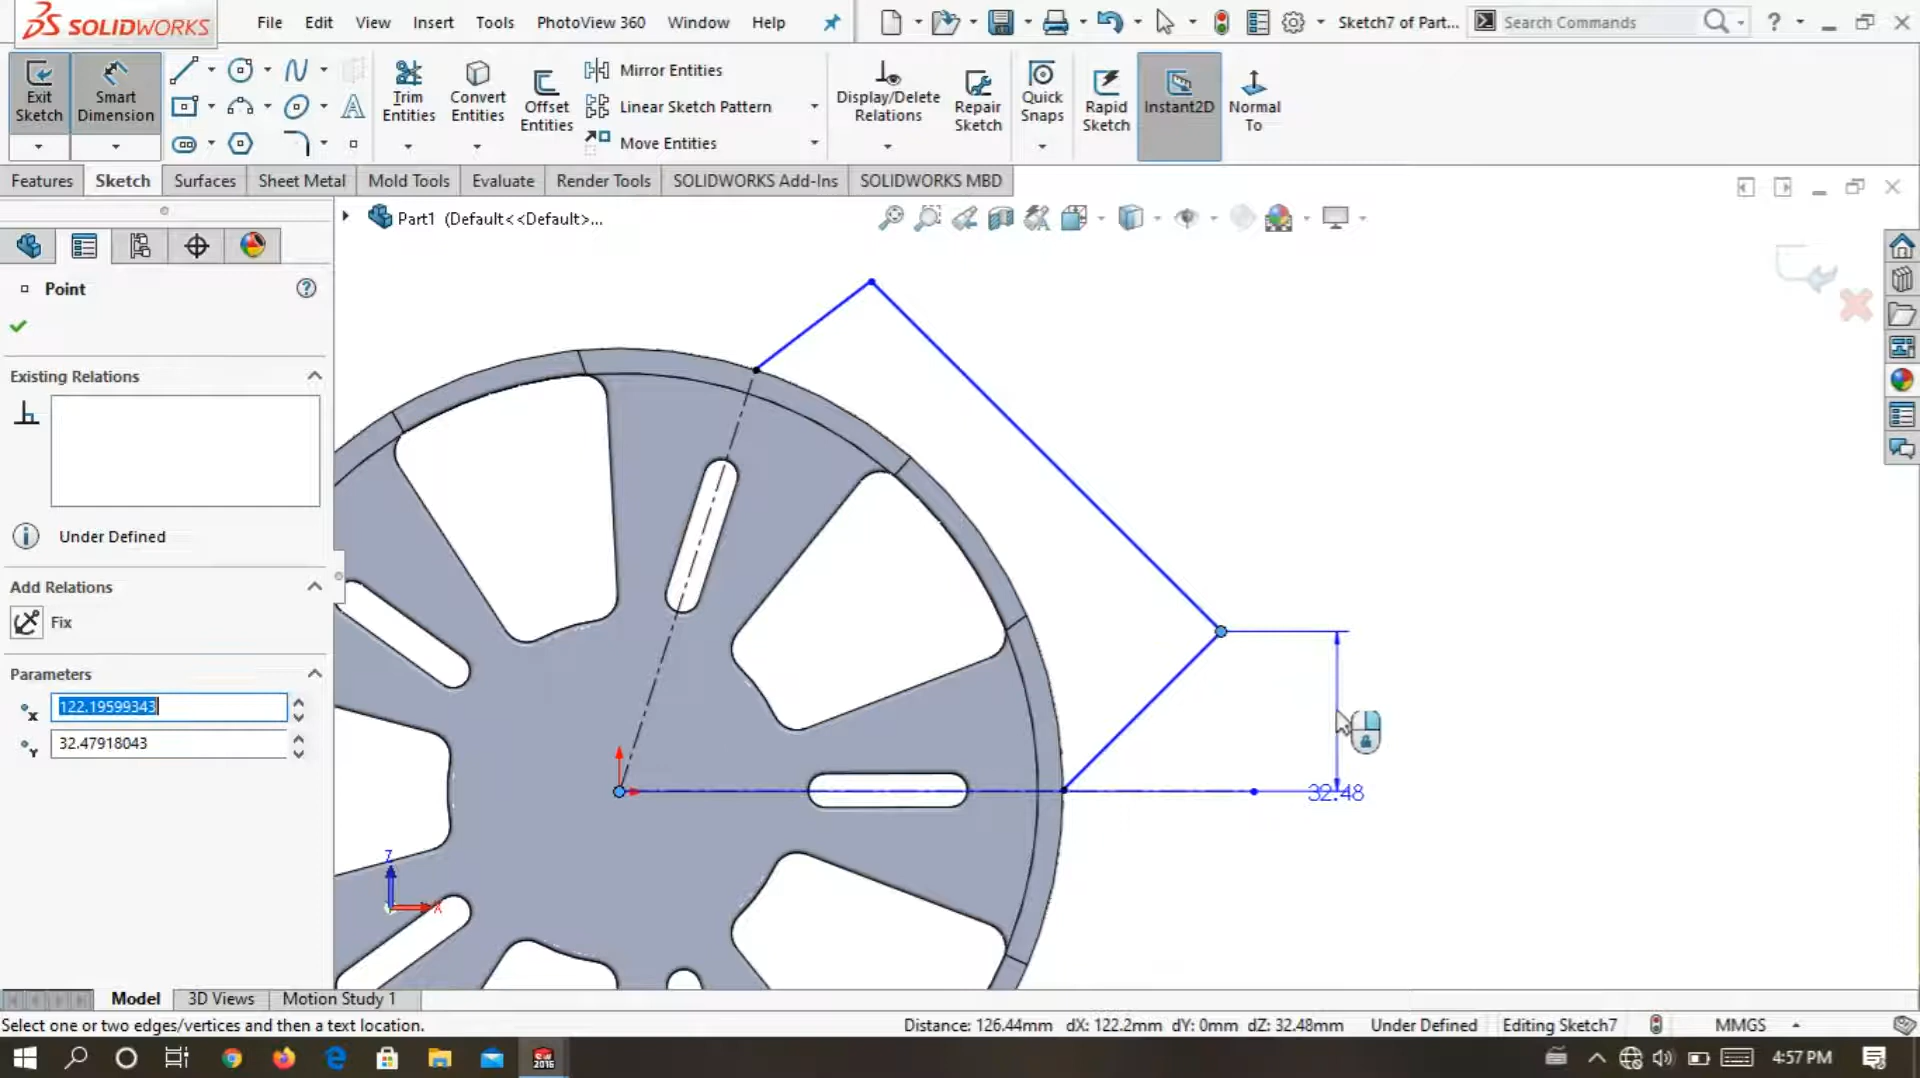 SOLIDWORKS
File Edit View Insert Tools PhotoView 360 Window Help
Sketch7 of Part...
Search Commands
?
Exit Sketch
Smart Dimension
Trim Entities
Convert Entities
Offset Entities
Mirror Entities
Linear Sketch Pattern
Move Entities
Display/Delete Relations
Repair Sketch
Quick Snaps
Rapid Sketch
Instant2D
Normal To
Features Sketch Surfaces Sheet Metal Mold Tools Evaluate Render Tools SOLIDWORKS Add-Ins SOLIDWORKS MBD
Part1 (Default<<Default>...
Point
?
Existing Relations
Under Defined
Add Relations
Fix
Parameters
X 122.19599343
Y 32.47918043
32.48
Z
X
Model 3D Views Motion Study 1
Select one or two edges/vertices and then a text location.
Distance: 126.44mm dX: 122.2mm dY: 0mm dZ: 32.48mm Under Defined Editing Sketch7 MMGS
SW
2016
4:57 PM